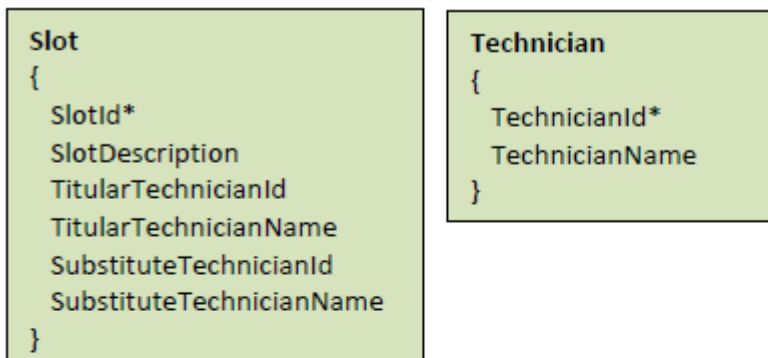 Slot
{
SlotId*
SlotDescription
TitularTechnicianId
TitularTechnicianName
SubstituteTechnicianId
SubstituteTechnicianName
}
Technician
{
TechnicianId*
TechnicianName
}